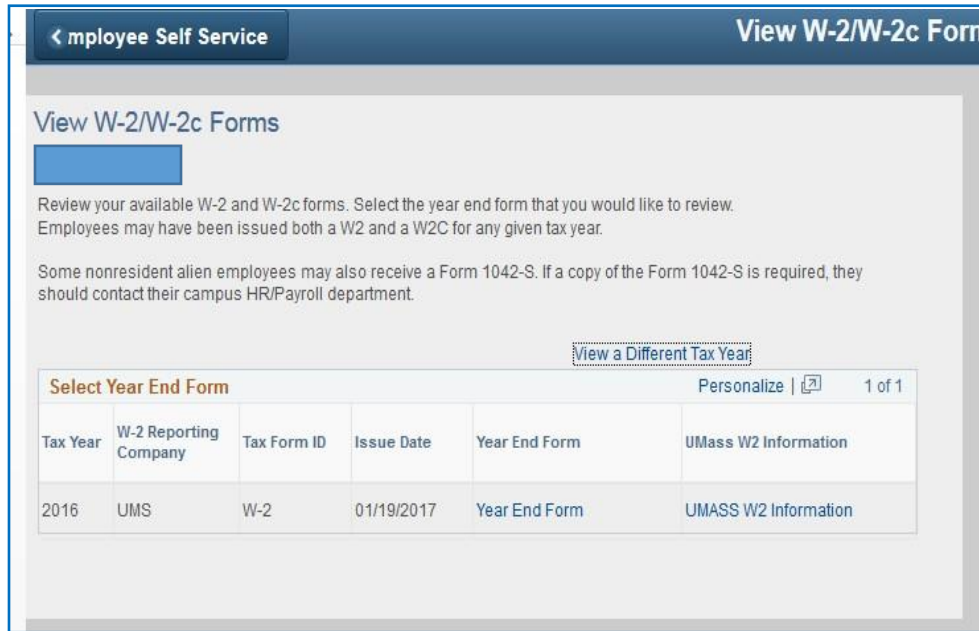 mployee Self Service
View W-2/W-2c Forn
View W-2/W-2c Forms
Review your available W-2 and W-2c forms. Select the year end form that you would like to review.
Employees may have been issued both a W2 and a W2C for any given tax year.
Some nonresident alien employees may also receive a Form 1042-S. If a copy of the Form 1042-S is required, they
should contact their campus HR/Payroll department.
View a Different Tax Year
Select Year End Form
Personalize |
1 of 1
Tax Year
W-2 Reporting
Company
Tax Form ID
Issue Date
Year End Form
UMass W2 Information
2016
UMS
W-2
01/19/2017
Year End Form
UMASS W2 Information